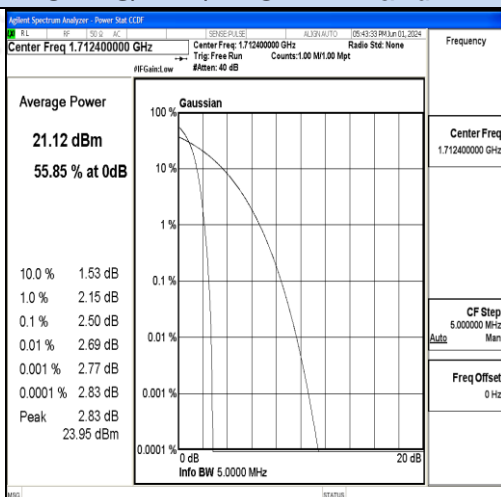 Agilent Spectrum Analyzer - Power Stat CCDF
RL RF 50 Ω AC SENSE:PULSE ALIGN AUTO 05:43:33 PM Jun 01, 2024
Center Freq 1.712400000 GHz
Center Freq: 1.712400000 GHz
Radio Std: None
Trig: Free Run
Counts:1.00 M/1.00 Mpt
#IFGain:Low
#Atten: 40 dB
Frequency
Average Power
21.12 dBm
55.85 % at 0dB
10.0 % 1.53 dB
1.0 % 2.15 dB
0.1 % 2.50 dB
0.01 % 2.69 dB
0.001 % 2.77 dB
0.0001 % 2.83 dB
Peak 2.83 dB
23.95 dBm
Gaussian
100 %
10 %
1 %
0.1 %
0.01 %
0.001 %
0.0001 %
0 dB
20 dB
Info BW 5.0000 MHz
Center Freq
1.712400000 GHz
CF Step
5.000000 MHz
Auto Man
Freq Offset
0 Hz
MSG
STATUS